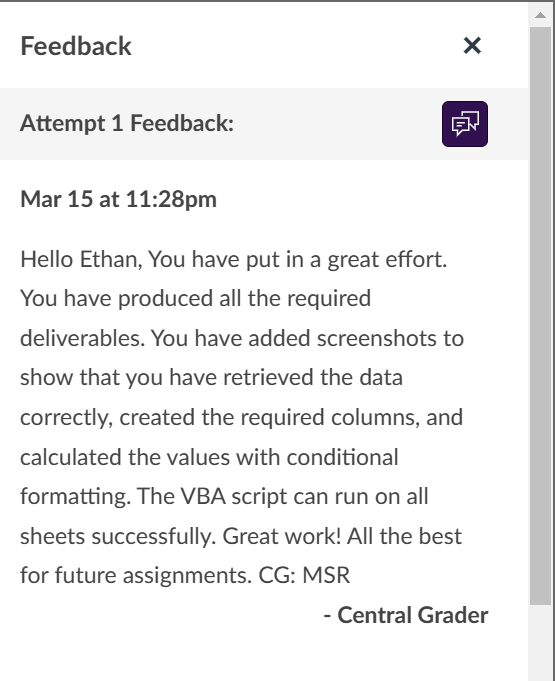 Feedback
Attempt 1 Feedback:
Mar 15 at 11:28pm
Hello Ethan, You have put in a great effort.
You have produced all the required
deliverables. You have added screenshots to
show that you have retrieved the data
correctly, created the required columns, and
calculated the values with conditional
formatting. The VBA script can run on all
sheets successfully. Great work! All the best
for future assignments. CG: MSR
- Central Grader